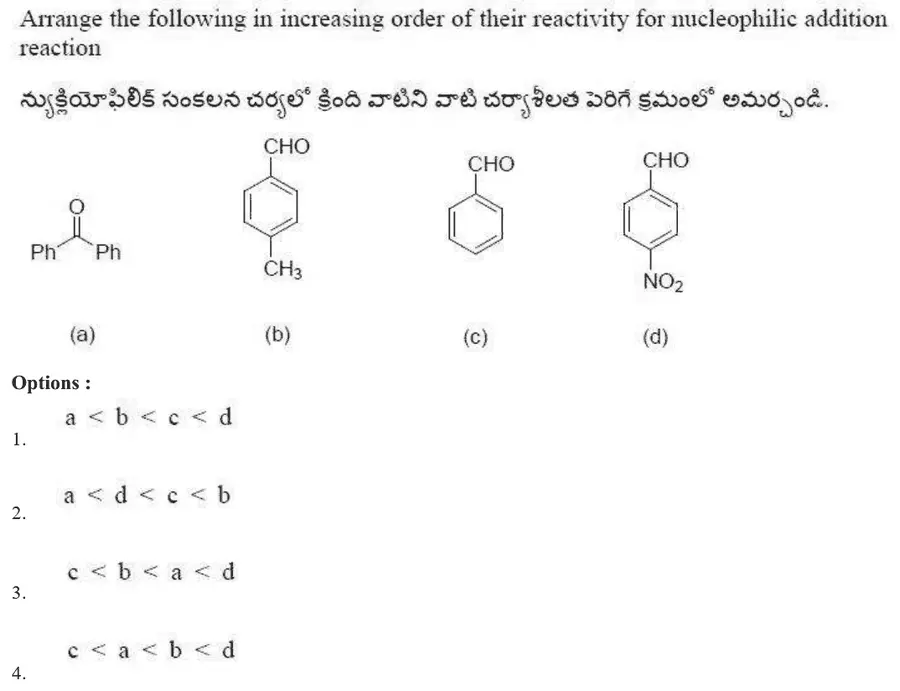 Arrange the following in increasing order of their reactivity for nucleophilic addition
reaction
న్యుక్లియోఫిలిక్ సంకలన చర్యలో క్రింది వాటిని వాటి చర్యాశీలత పెరిగే క్రమంలో అమర్చండి.
CHO
CHO
CHO
O
Ph Ph
CH3
NO2
(a) (b) (c) (d)
Options :
a < b < c < d
1.
a < d < c < b
2.
c < b < a < d
3.
c < a < b < d
4.